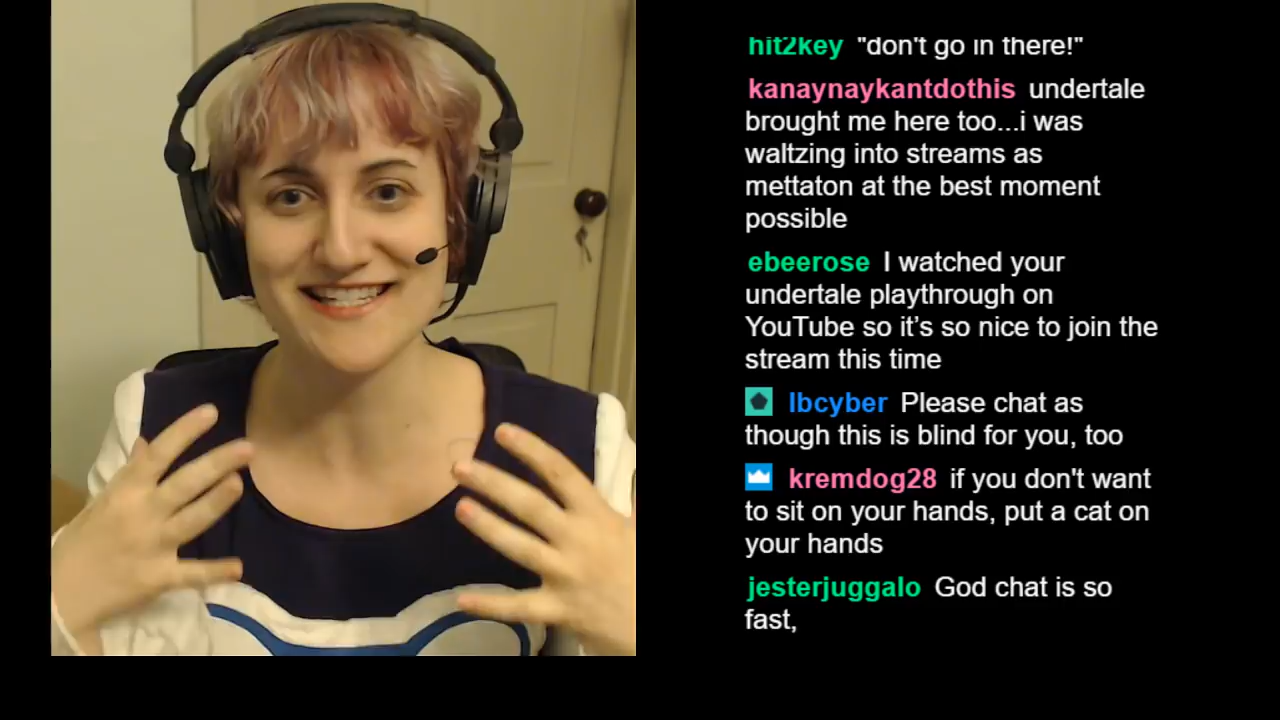 hit2key "don't go in there!"
kanaynaykantdothis undertale
brought me here too...i was
waltzing into streams as
mettaton at the best moment
possible
ebeerose I watched your
undertale playthrough on
YouTube so it’s so nice to join the
stream this time
lbcyber Please chat as
though this is blind for you, too
kremdog28 if you don't want
to sit on your hands, put a cat on
your hands
jesterjuggalo God chat is so
fast,